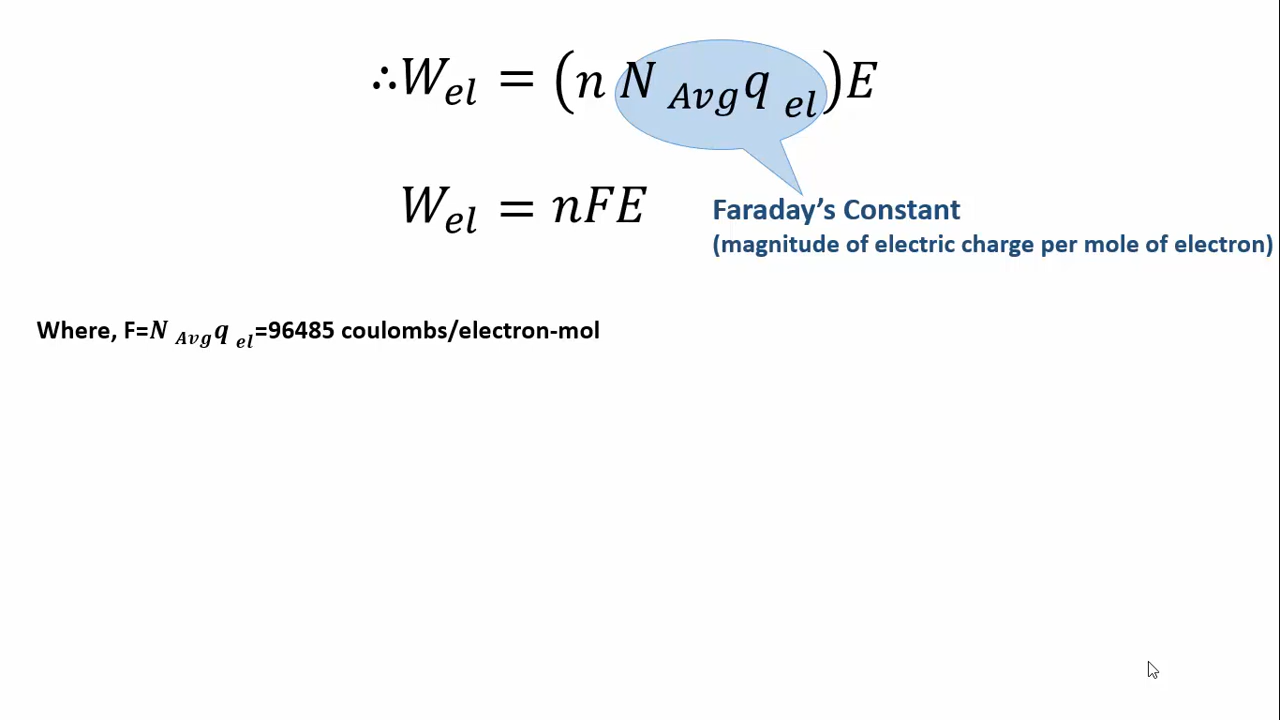 ∴W_el = (n N_Avg q_el)E
W_el = nFE
Faraday’s Constant
(magnitude of electric charge per mole of electron)
Where, F=N_Avg q_el=96485 coulombs/electron-mol